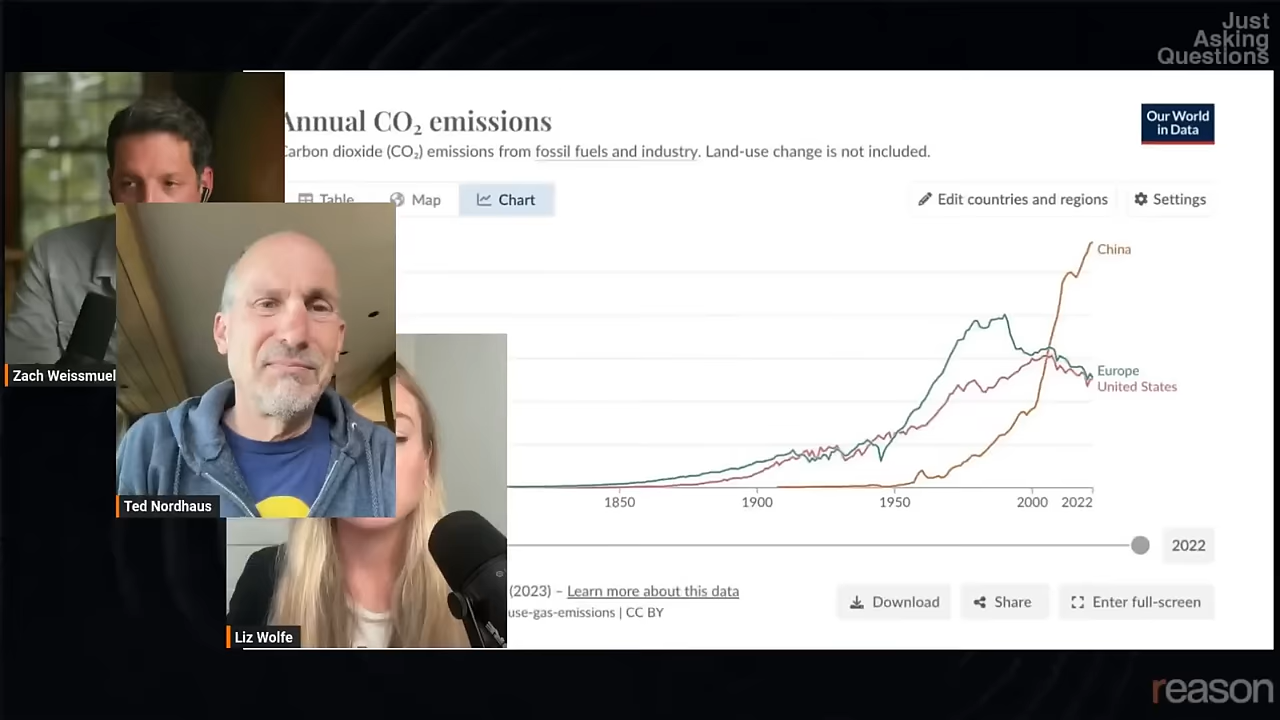 Just
Asking
Questions
Annual CO₂ emissions
Our World
in Data
Carbon dioxide (CO₂) emissions from fossil fuels and industry. Land-use change is not included.
Table
Map
Chart
Edit countries and regions
Settings
China
Europe
United States
Zach Weissmuel
Ted Nordhaus
Liz Wolfe
1850
1900
1950
2000
2022
2022
(2023) – Learn more about this data
use-gas-emissions | CC BY
Download
Share
Enter full-screen
reason